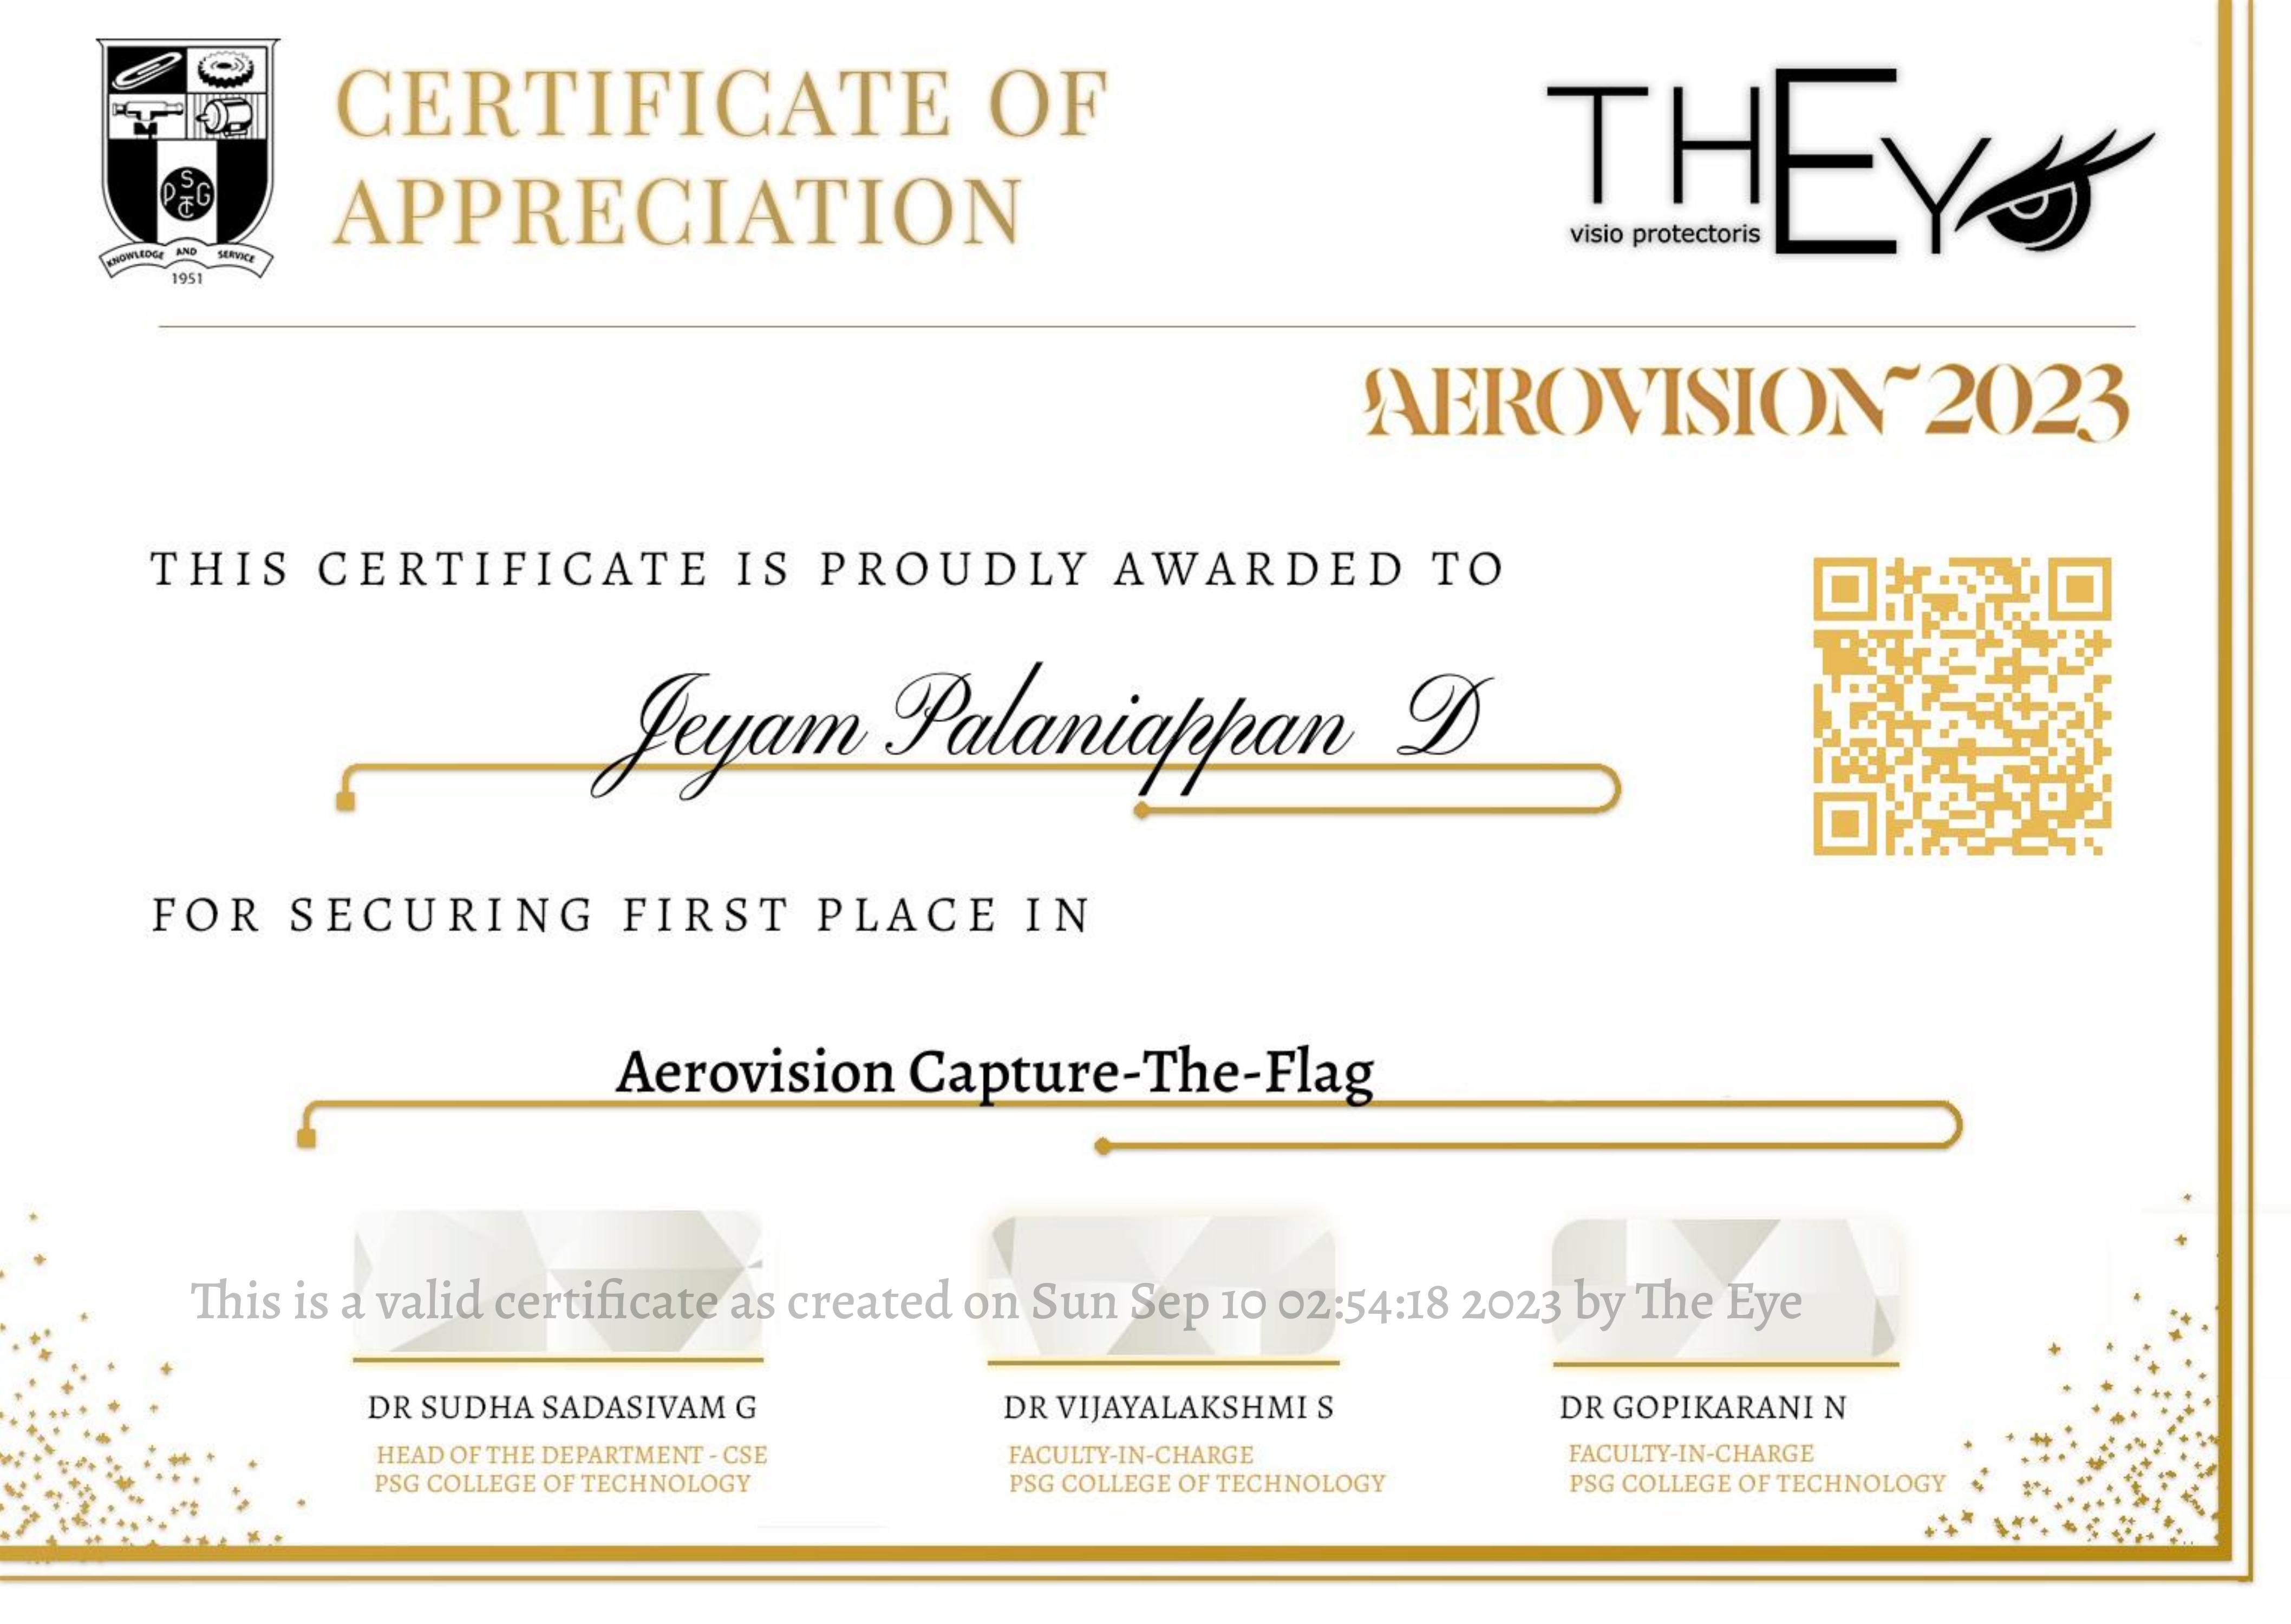 CERTIFICATE OF
APPRECIATION
PSG CT
KNOWLEDGE AND SERVICE
1951
THEY
visio protectoris
AEROVISION~2023
THIS CERTIFICATE IS PROUDLY AWARDED TO
Jeyam Palaniappan D
FOR SECURING FIRST PLACE IN
Aerovision Capture-The-Flag
This is a valid certificate as created on Sun Sep 10 02:54:18 2023 by The Eye
DR SUDHA SADASIVAM G
HEAD OF THE DEPARTMENT - CSE
PSG COLLEGE OF TECHNOLOGY
DR VIJAYALAKSHMI S
FACULTY-IN-CHARGE
PSG COLLEGE OF TECHNOLOGY
DR GOPIKARANI N
FACULTY-IN-CHARGE
PSG COLLEGE OF TECHNOLOGY